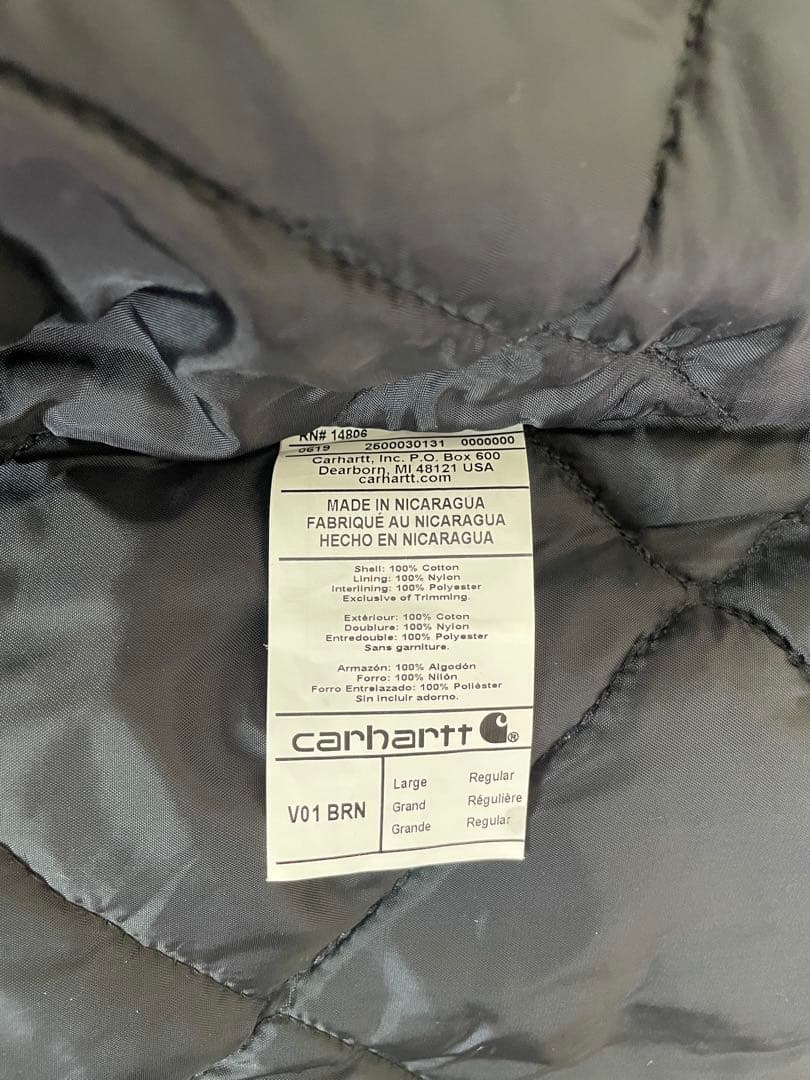 RN# 14806
0619 2600030131 0000000
Carhartt, Inc. P.O. Box 600
Dearborn, MI 48121 USA
carhartt.com
MADE IN NICARAGUA
FABRIQUÉ AU NICARAGUA
HECHO EN NICARAGUA
Shell: 100% Cotton
Lining: 100% Nylon
Interlining: 100% Polyester
Exclusive of Trimming.
Extériour: 100% Coton
Doublure: 100% Nylon
Entredouble: 100% Polyester
Sans garniture.
Armazón: 100% Algodón
Forro: 100% Nilón
Forro Entrelazado: 100% Poliéster
Sin incluir adorno.
carhartt ®
V01 BRN
Large Regular
Grand Régulière
Grande Regular